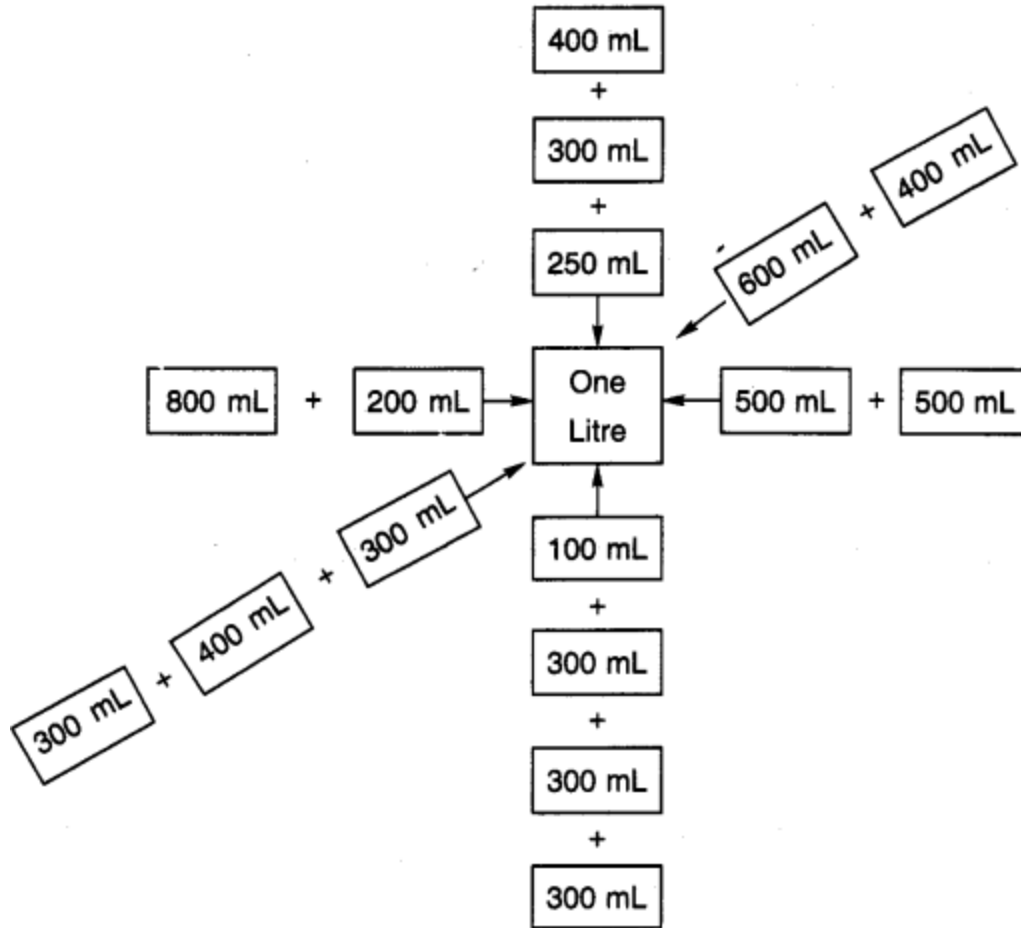 400 mL
+
300 mL
+
250 mL
600 mL + 400 mL
800 mL + 200 mL
One
Litre
500 mL + 500 mL
300 mL + 400 mL + 300 mL
100 mL
+
300 mL
+
300 mL
+
300 mL